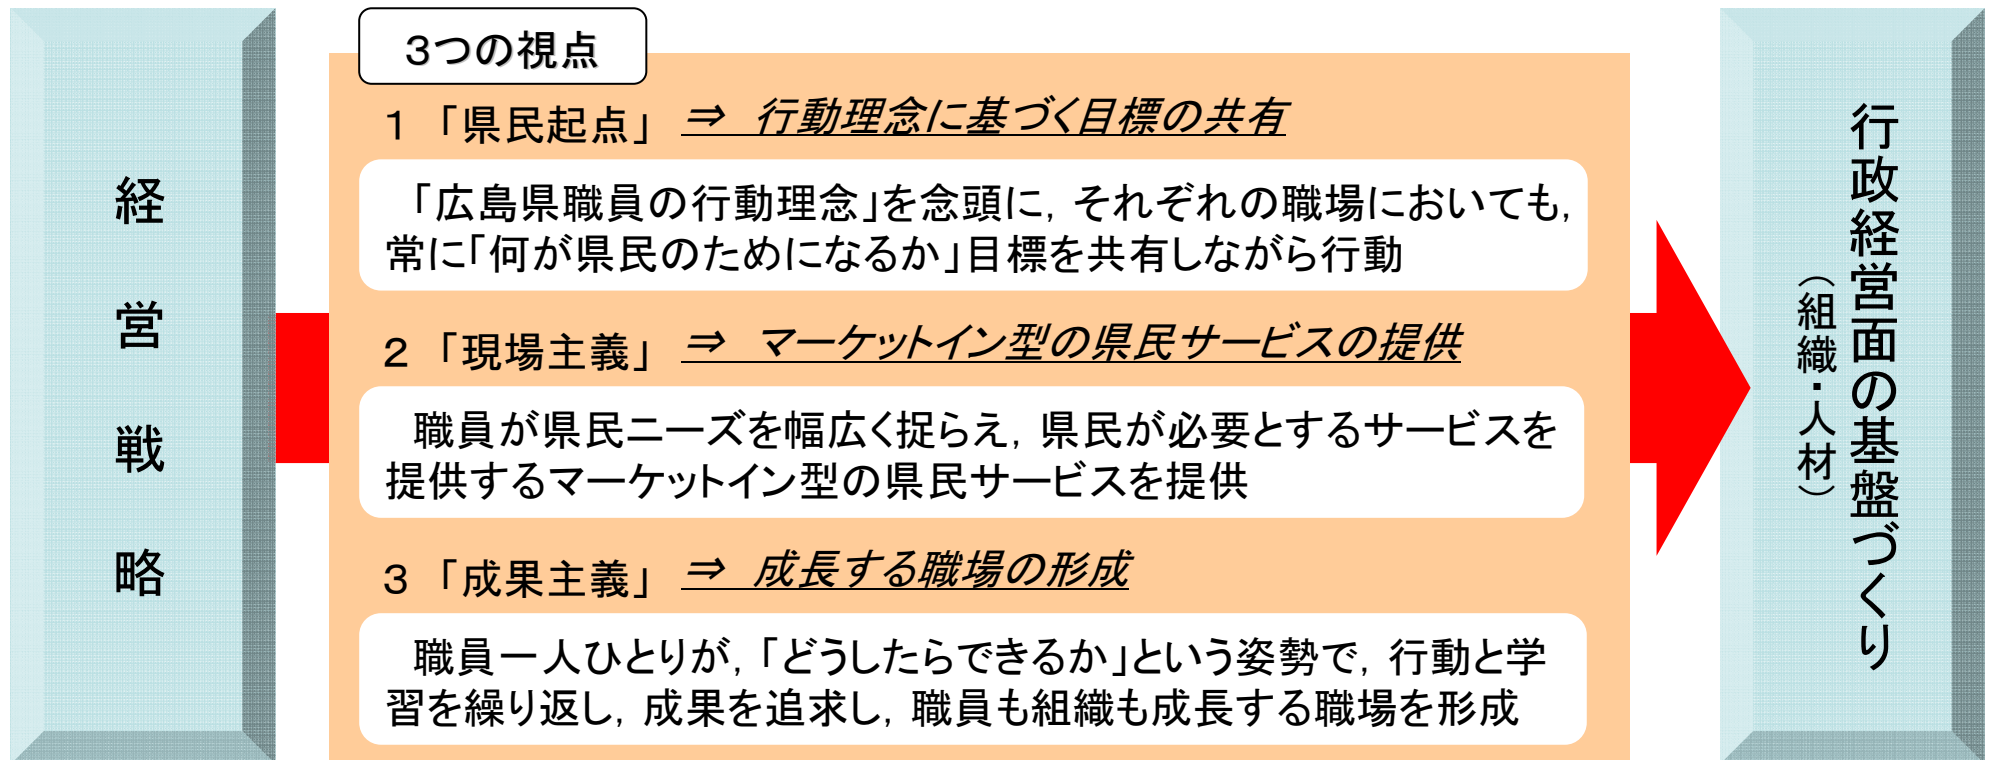 経営戦略
3つの視点
1 「県民起点」 ⇒ 行動理念に基づく目標の共有
「広島県職員の行動理念」を念頭に，それぞれの職場においても，
常に「何が県民のためになるか」目標を共有しながら行動
2 「現場主義」 ⇒ マーケットイン型の県民サービスの提供
職員が県民ニーズを幅広く捉らえ，県民が必要とするサービスを
提供するマーケットイン型の県民サービスを提供
3 「成果主義」 ⇒ 成長する職場の形成
職員一人ひとりが，「どうしたらできるか」という姿勢で，行動と学
習を繰り返し，成果を追求し，職員も組織も成長する職場を形成
行政経営面の基盤づくり
（組織・人材）